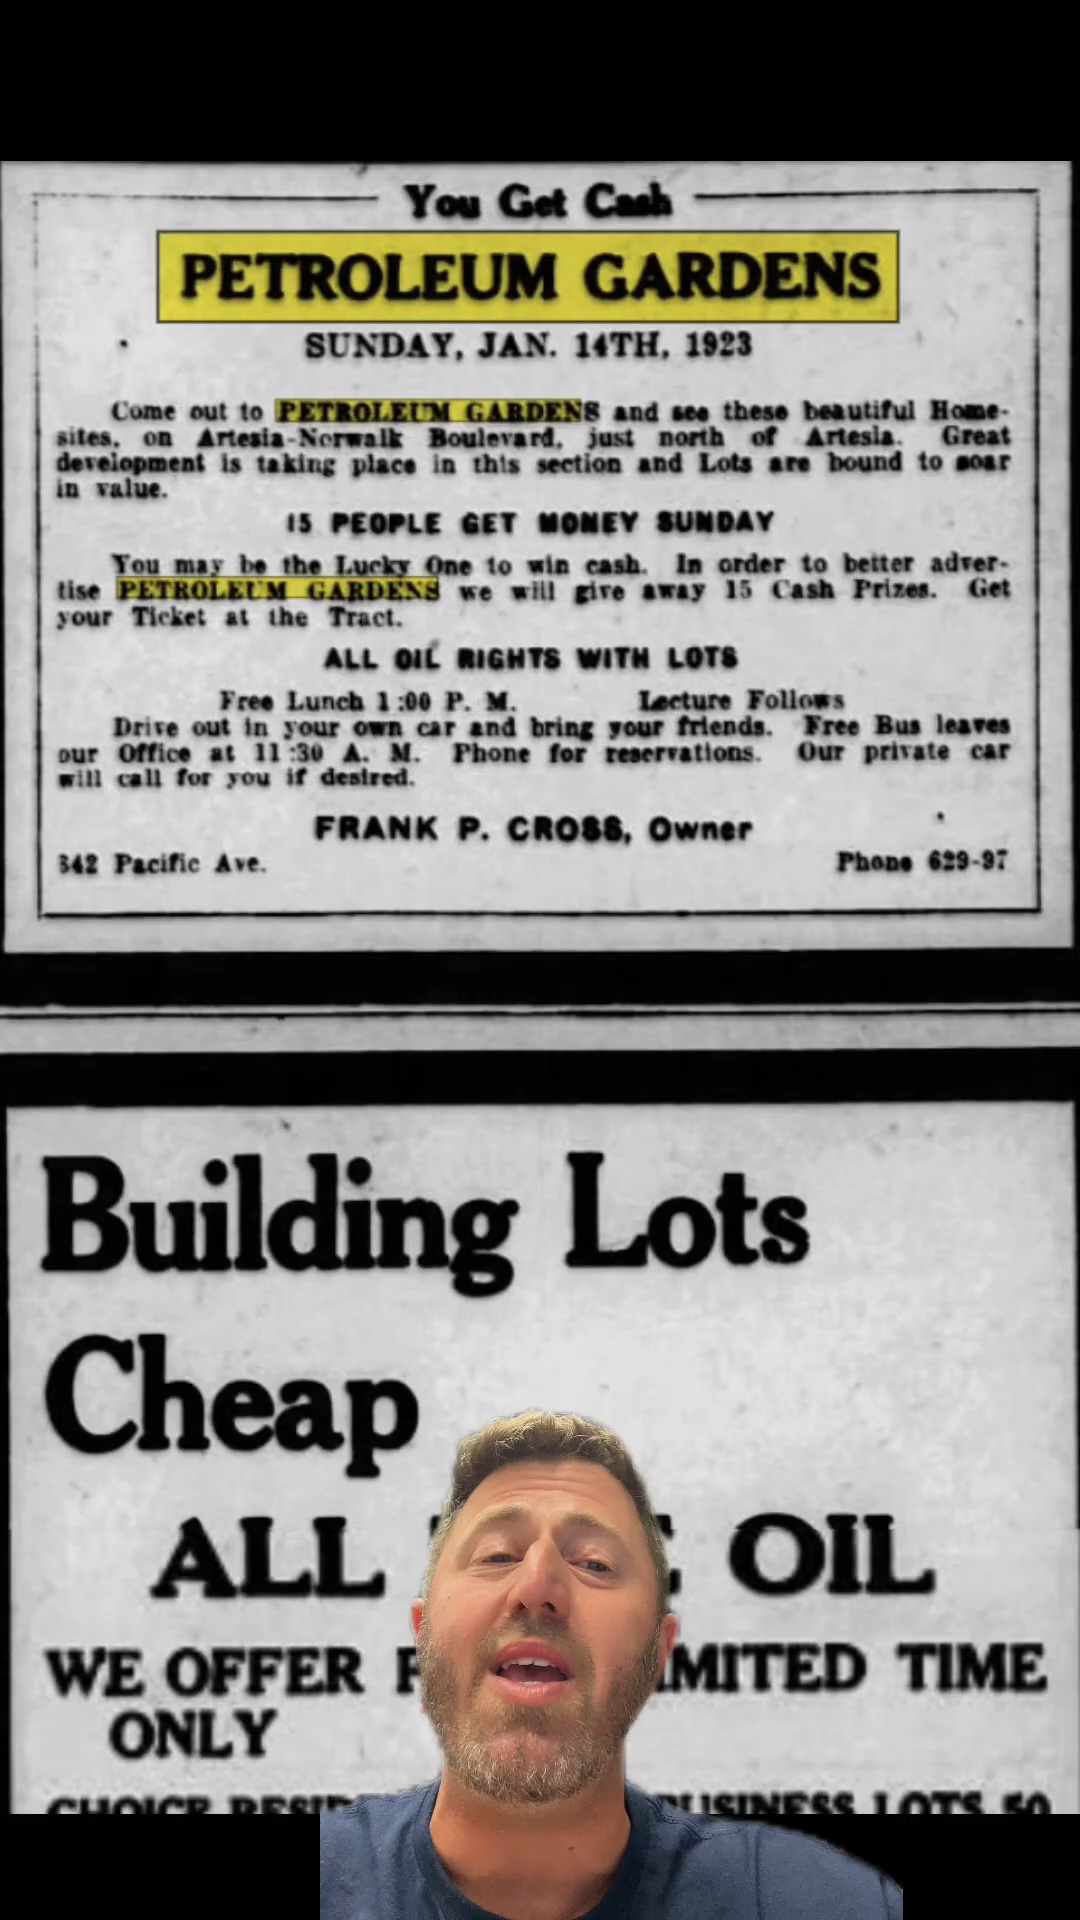 You Get Cash
PETROLEUM GARDENS
SUNDAY, JAN. 14TH, 1923
Come out to PETROLEUM GARDENS and see these beautiful Home-
sites, on Artesia-Norwalk Boulevard, just north of Artesia. Great
development is taking place in this section and Lots are bound to soar
in value.
15 PEOPLE GET MONEY SUNDAY
You may be the Lucky One to win cash. In order to better adver-
tise PETROLEUM GARDENS we will give away 15 Cash Prizes. Get
your Ticket at the Tract.
ALL OIL RIGHTS WITH LOTS
Free Lunch 1:00 P. M. Lecture Follows
Drive out in your own car and bring your friends. Free Bus leaves
our Office at 11:30 A. M. Phone for reservations. Our private car
will call for you if desired.
FRANK P. CROSS, Owner
342 Pacific Ave. Phone 629-97
Building Lots
Cheap
ALL OIL
WE OFFER TIME
ONLY
CHOICE LOTS 50